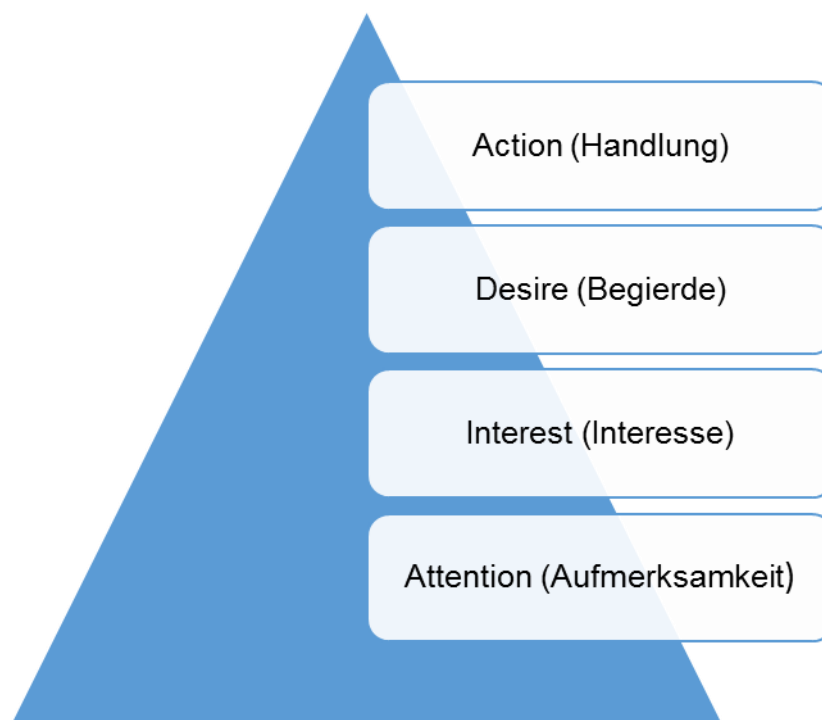 Action (Handlung)
Desire (Begierde)
Interest (Interesse)
Attention (Aufmerksamkeit)